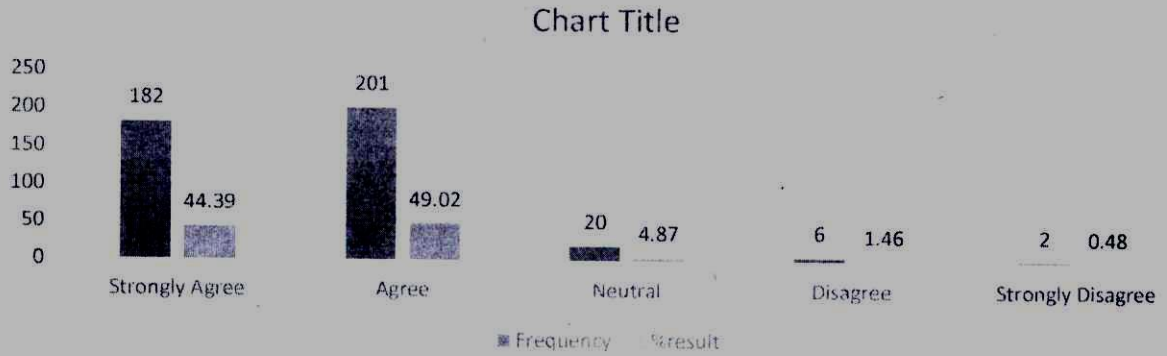 Chart Title
250
200
150
100
50
0
182
44.39
201
49.02
20
4.87
6
1.46
2
0.48
Strongly Agree
Agree
Neutral
Disagree
Strongly Disagree
Frequency
%result